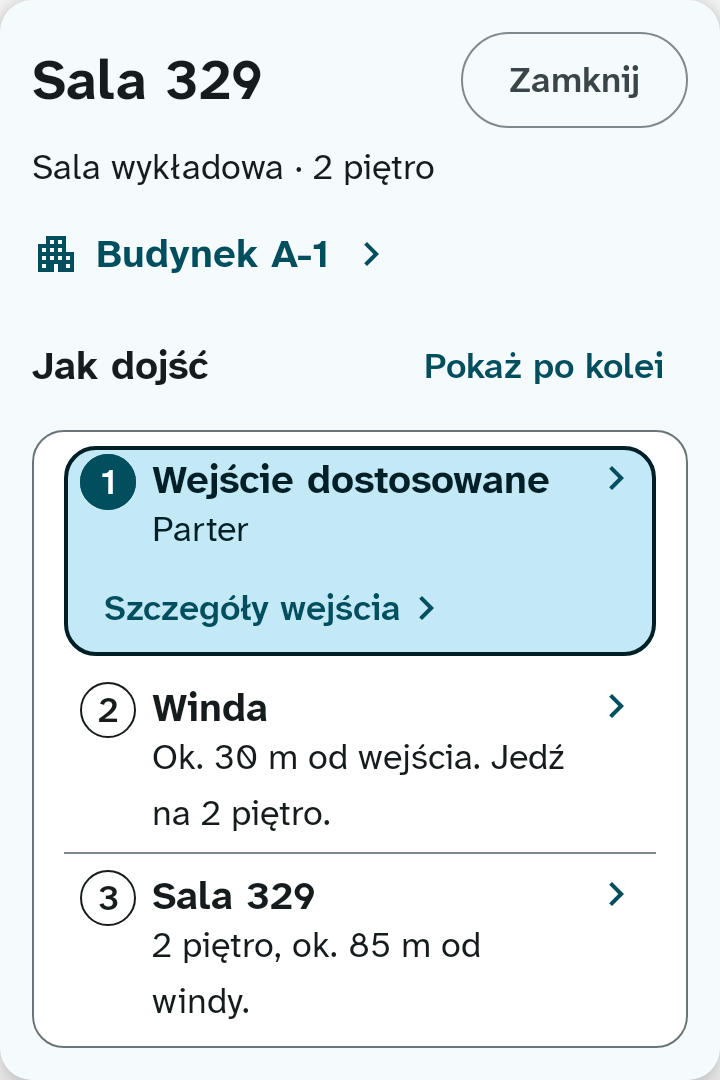 Sala 329
Zamknij
Sala wykładowa · 2 piętro
Budynek A-1
Jak dojść
Pokaż po kolei
1
Wejście dostosowane
Parter
Szczegóły wejścia
2
Winda
Ok. 30 m od wejścia. Jedź
na 2 piętro.
3
Sala 329
2 piętro, ok. 85 m od
windy.